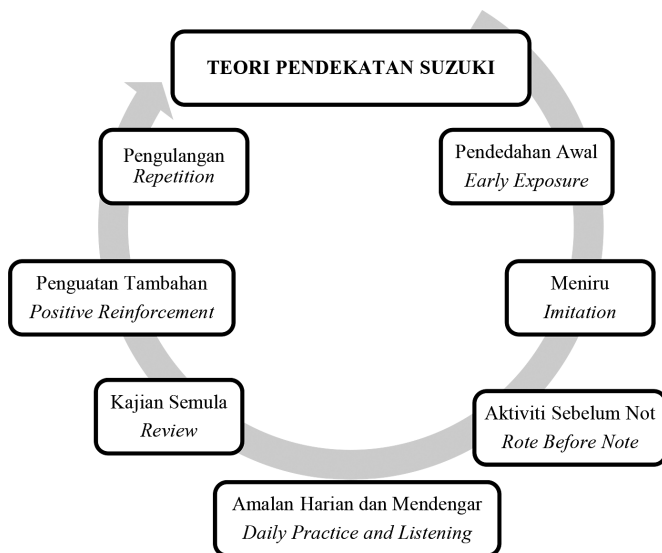 TEORI PENDEKATAN SUZUKI
Pendedahan Awal
Early Exposure
Meniru
Imitation
Aktiviti Sebelum Not
Rote Before Note
Amalan Harian dan Mendengar
Daily Practice and Listening
Kajian Semula
Review
Penguatan Tambahan
Positive Reinforcement
Pengulangan
Repetition